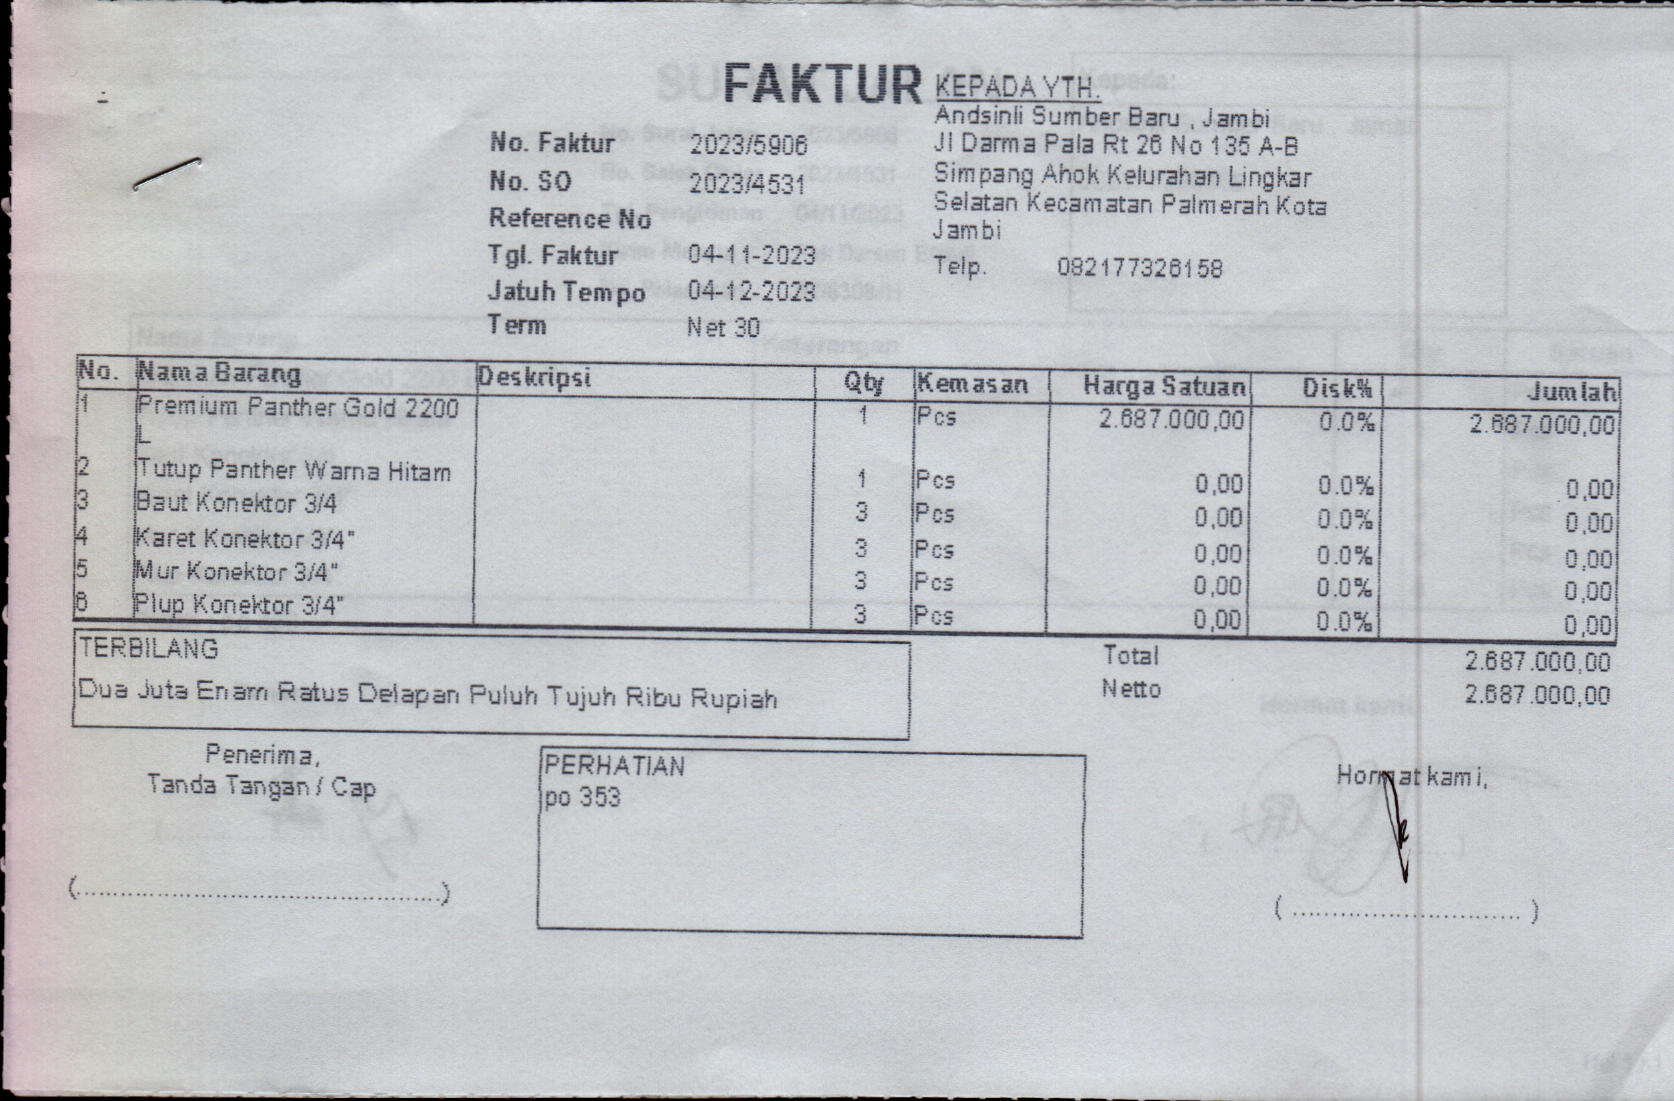 FAKTUR
KEPADA YTH.
Andsinli Sumber Baru , Jambi
Jl Darma Pala Rt 26 No 135 A-B
Simpang Ahok Kelurahan Lingkar
Selatan Kecamatan Palmerah Kota
Jambi
Telp. 082177326158
No. Faktur 2023/5906
No. SO 2023/4531
Reference No
Tgl. Faktur 04-11-2023
Jatuh Tempo 04-12-2023
Term Net 30
No. Nama Barang Deskripsi Qty Kemasan Harga Satuan Disk% Jumlah
1 Premium Panther Gold 2200 1 Pcs 2.687.000,00 0.0% 2.687.000,00
L
2 Tutup Panther Warna Hitam 1 Pcs 0,00 0.0% 0,00
3 Baut Konektor 3/4 3 Pcs 0,00 0.0% 0,00
4 Karet Konektor 3/4" 3 Pcs 0,00 0.0% 0,00
5 Mur Konektor 3/4" 3 Pcs 0,00 0.0% 0,00
6 Plup Konektor 3/4" 3 Pcs 0,00 0.0% 0,00
TERBILANG
Dua Juta Enam Ratus Delapan Puluh Tujuh Ribu Rupiah
Total 2.687.000,00
Netto 2.687.000,00
Penerima,
Tanda Tangan / Cap
(................................................)
PERHATIAN
po 353
Hormat kami,
( .............................. )